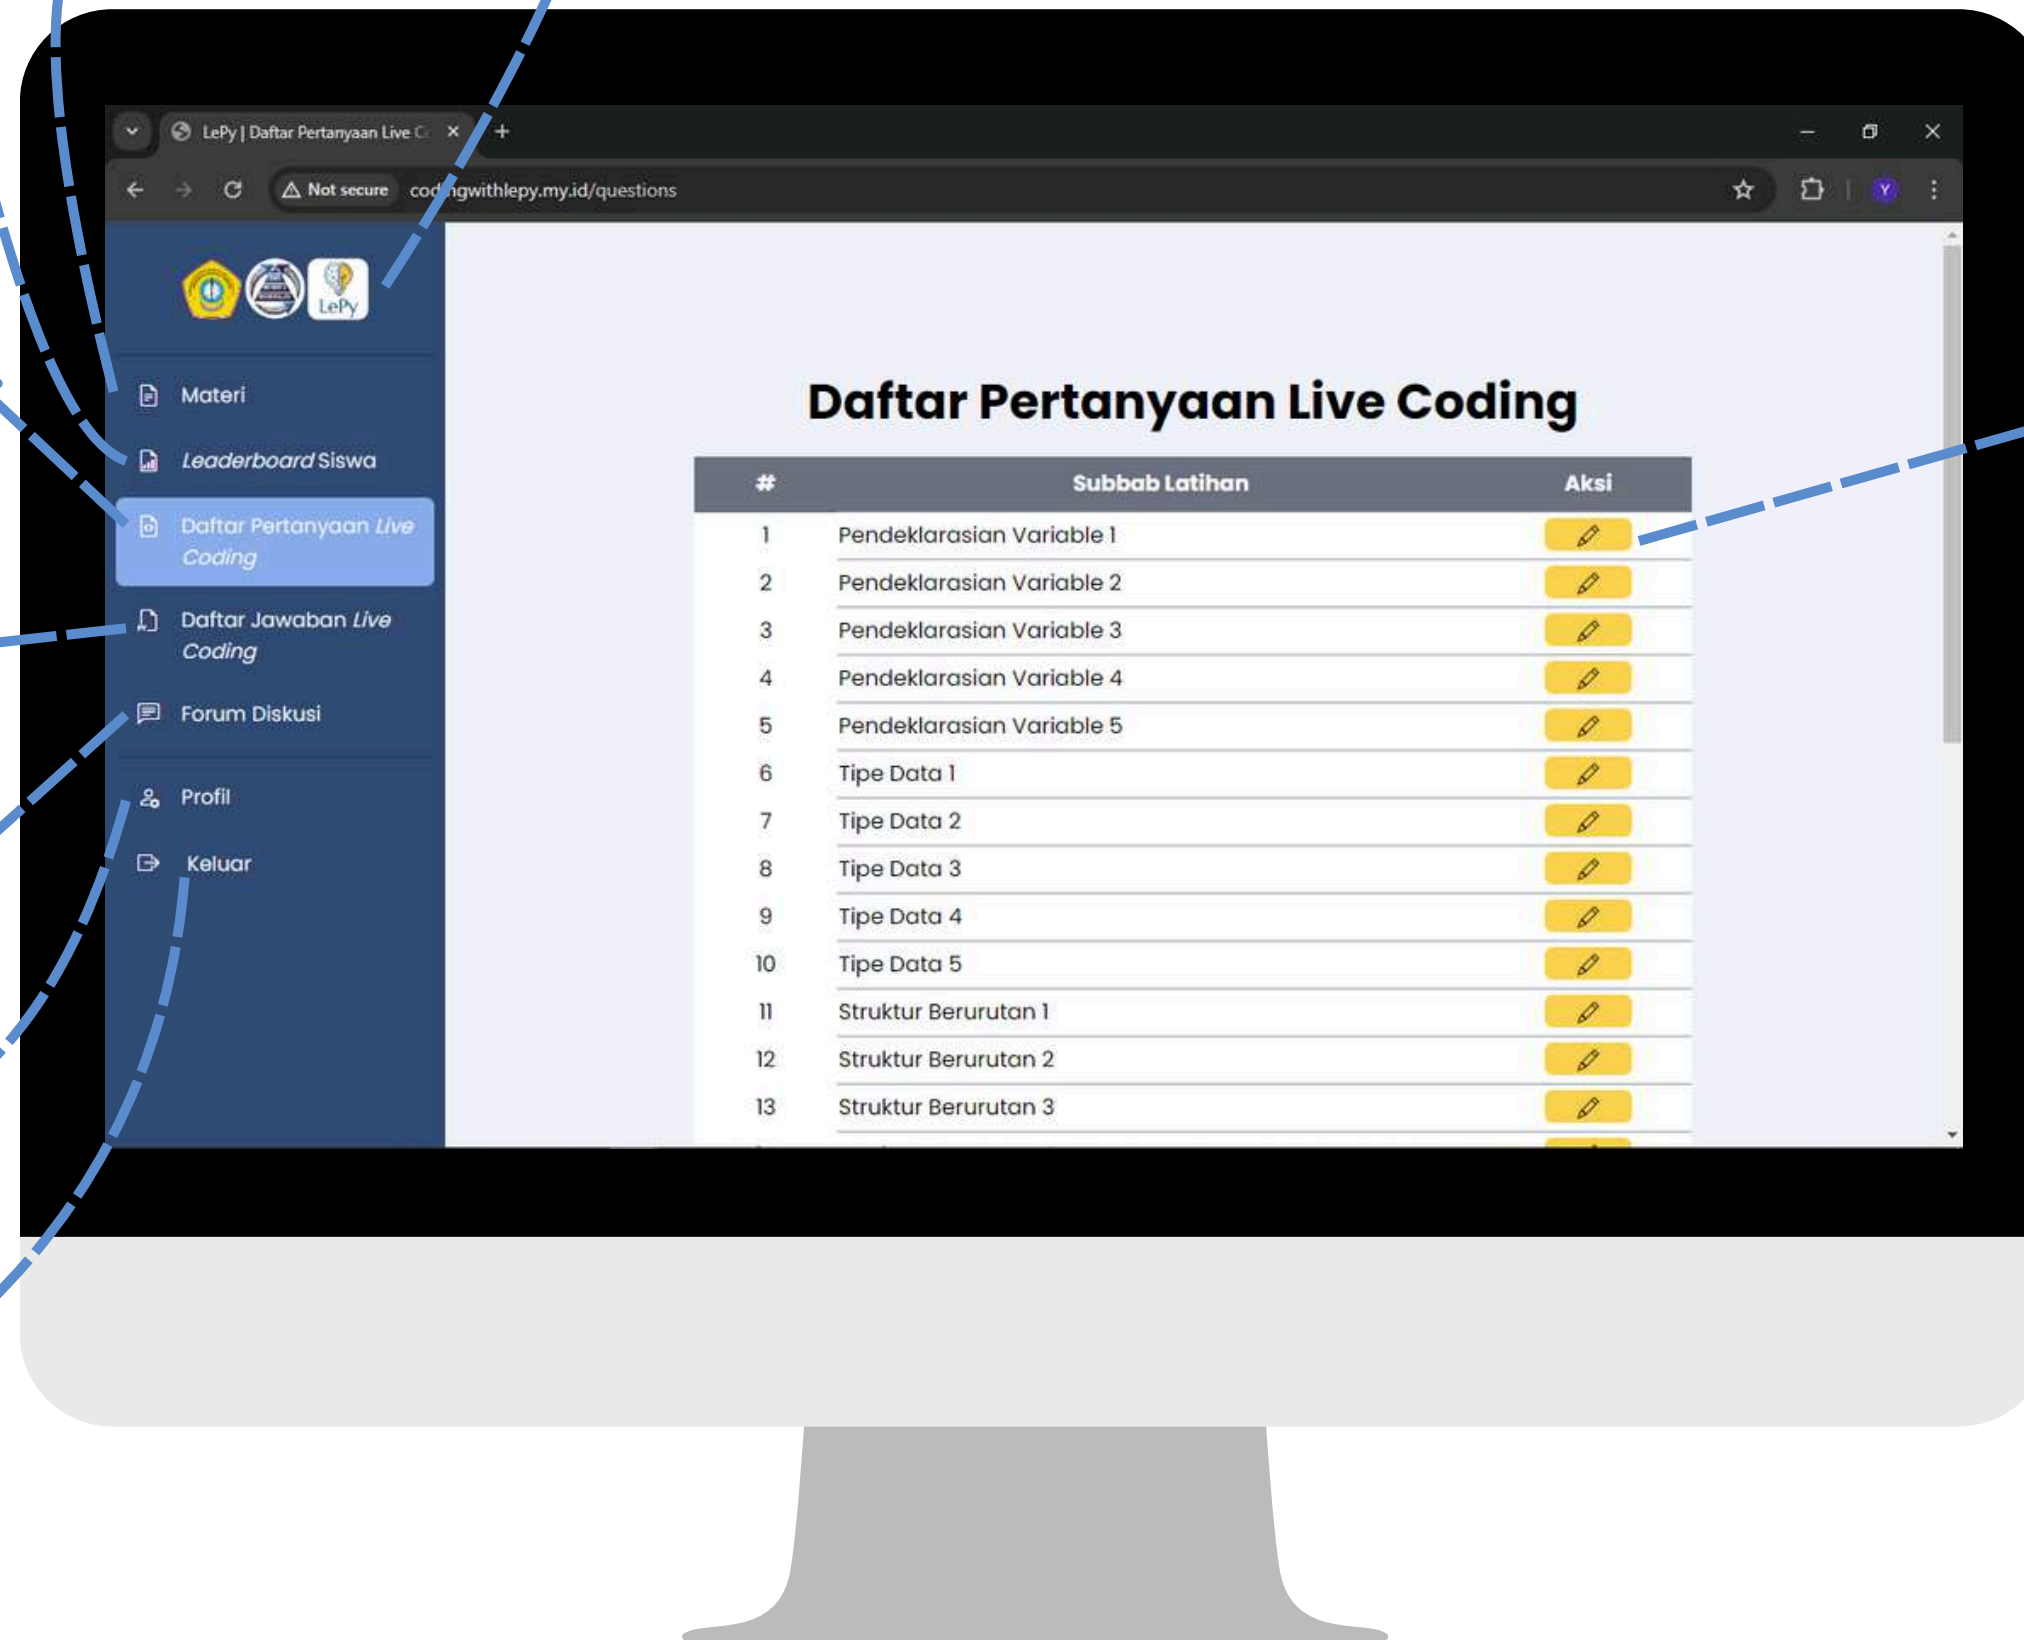 LePy | Daftar Pertanyaan Live C
Not secure codingwithlepy.my.id/questions
Y
LePy
Materi
Leaderboard Siswa
Daftar Pertanyaan Live
Coding
Daftar Jawaban Live
Coding
Forum Diskusi
Profil
Keluar
Daftar Pertanyaan Live Coding
# Subbab Latihan Aksi
1 Pendeklarasian Variable 1
2 Pendeklarasian Variable 2
3 Pendeklarasian Variable 3
4 Pendeklarasian Variable 4
5 Pendeklarasian Variable 5
6 Tipe Data 1
7 Tipe Data 2
8 Tipe Data 3
9 Tipe Data 4
10 Tipe Data 5
11 Struktur Berurutan 1
12 Struktur Berurutan 2
13 Struktur Berurutan 3